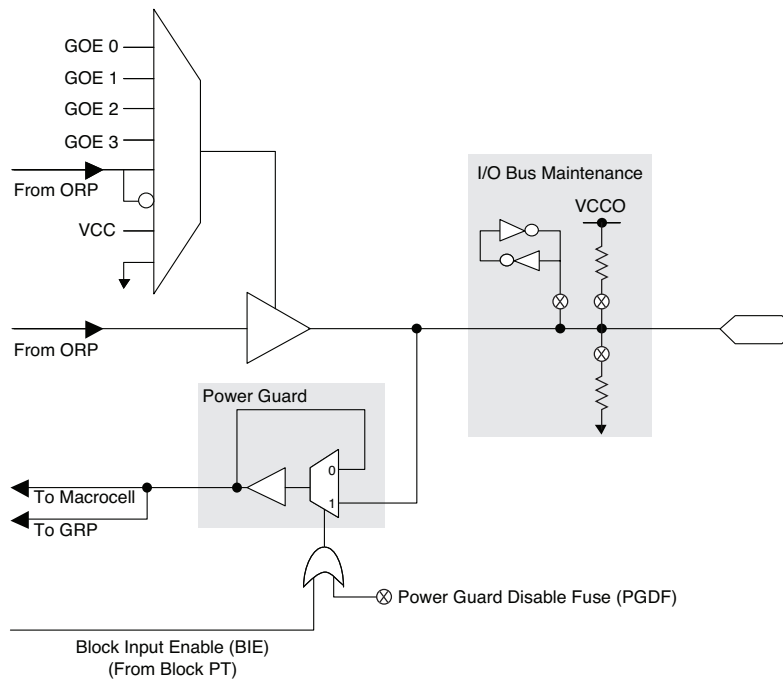 GOE 0
GOE 1
GOE 2
GOE 3
From ORP
VCC
From ORP
I/O Bus Maintenance
VCCO
Power Guard
0
1
To Macrocell
To GRP
Power Guard Disable Fuse (PGDF)
Block Input Enable (BIE)
(From Block PT)